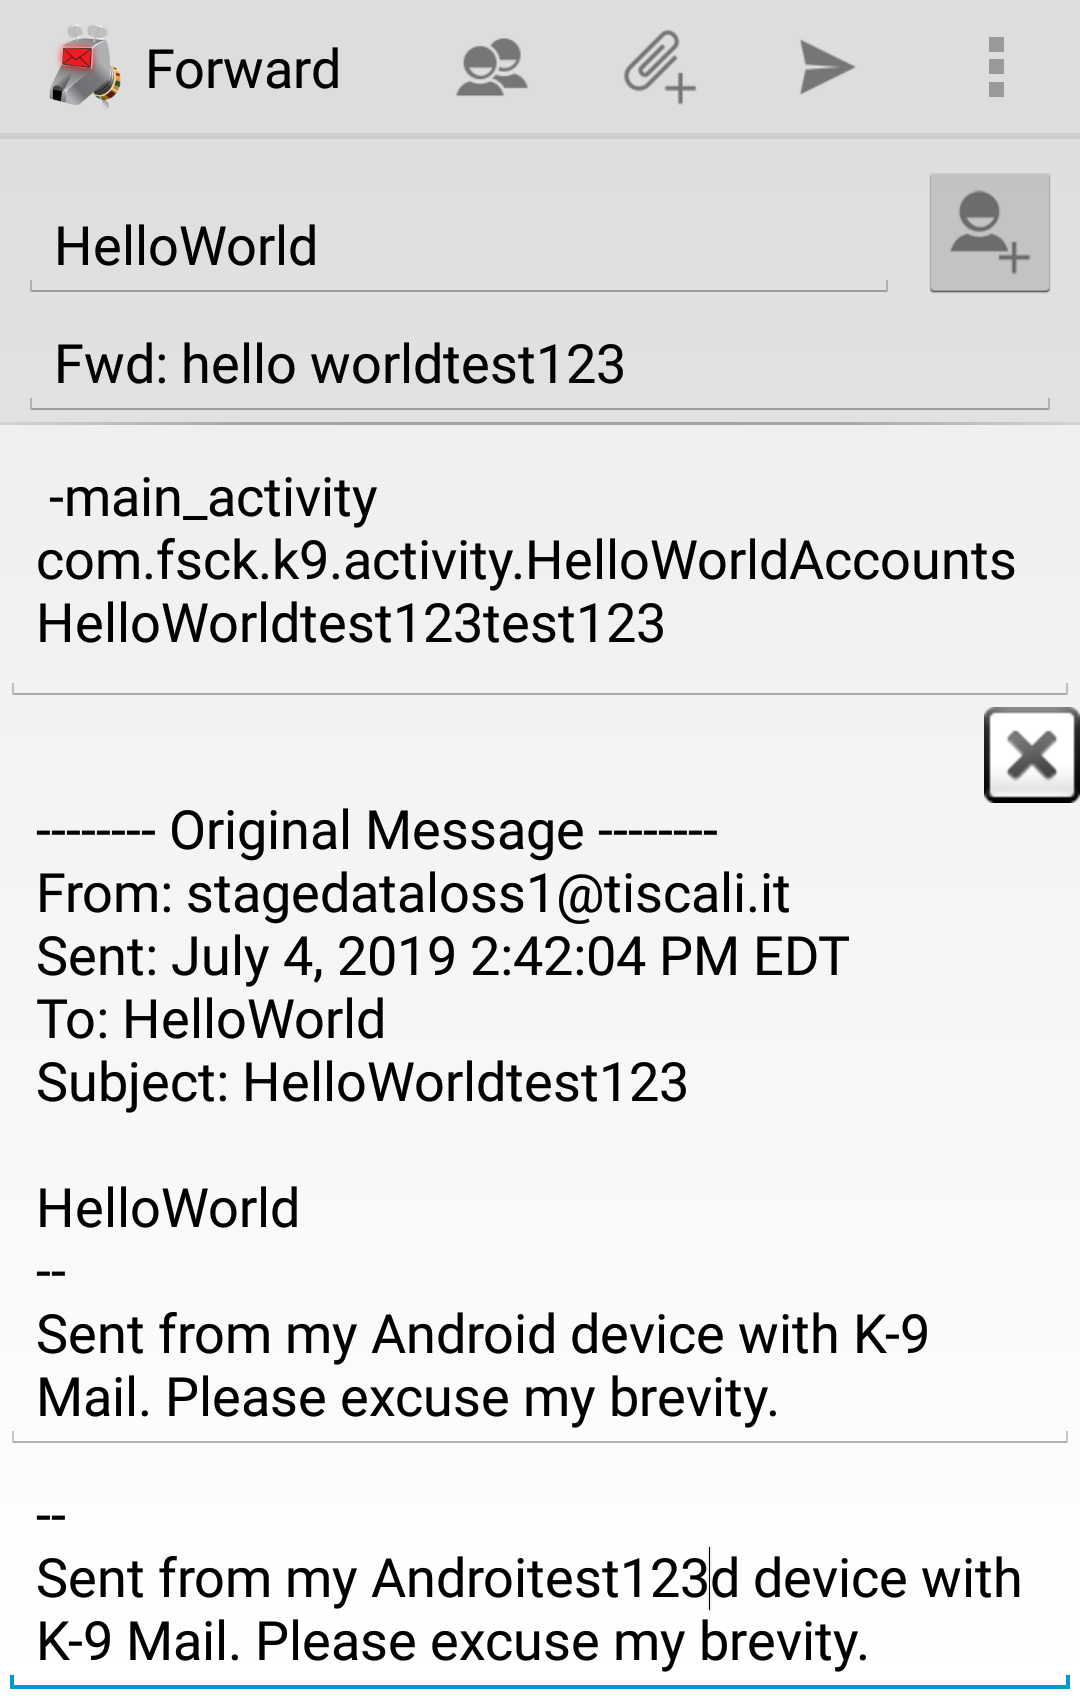 Forward
HelloWorld
Fwd: hello worldtest123
-main_activity
com.fsck.k9.activity.HelloWorldAccounts
HelloWorldtest123test123
-------- Original Message --------
From: stagedataloss1@tiscali.it
Sent: July 4, 2019 2:42:04 PM EDT
To: HelloWorld
Subject: HelloWorldtest123
HelloWorld
--
Sent from my Android device with K-9
Mail. Please excuse my brevity.
--
Sent from my Androitest123d device with
K-9 Mail. Please excuse my brevity.